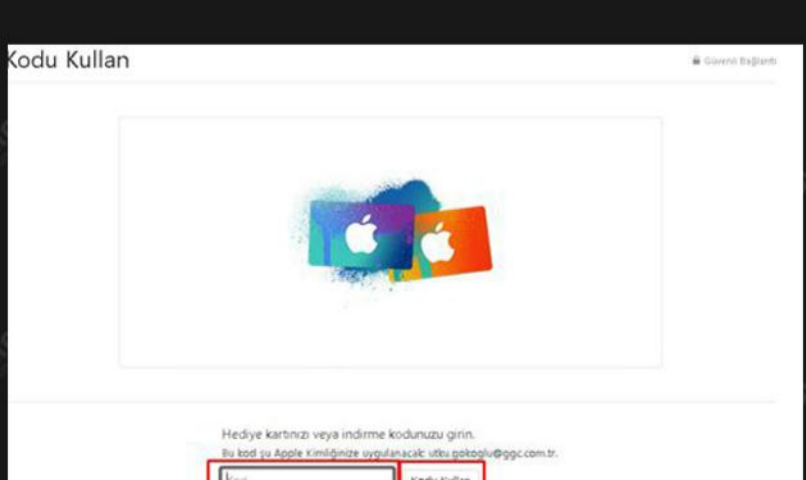 Kodu Kullan
Güvenli Bağlantı
Hediye kartınızı veya indirme kodunuzu girin.
Bu kod şu Apple Kimliğinize uygulanacak: utku.gokoglu@ggc.com.tr.
Kodu Kullan